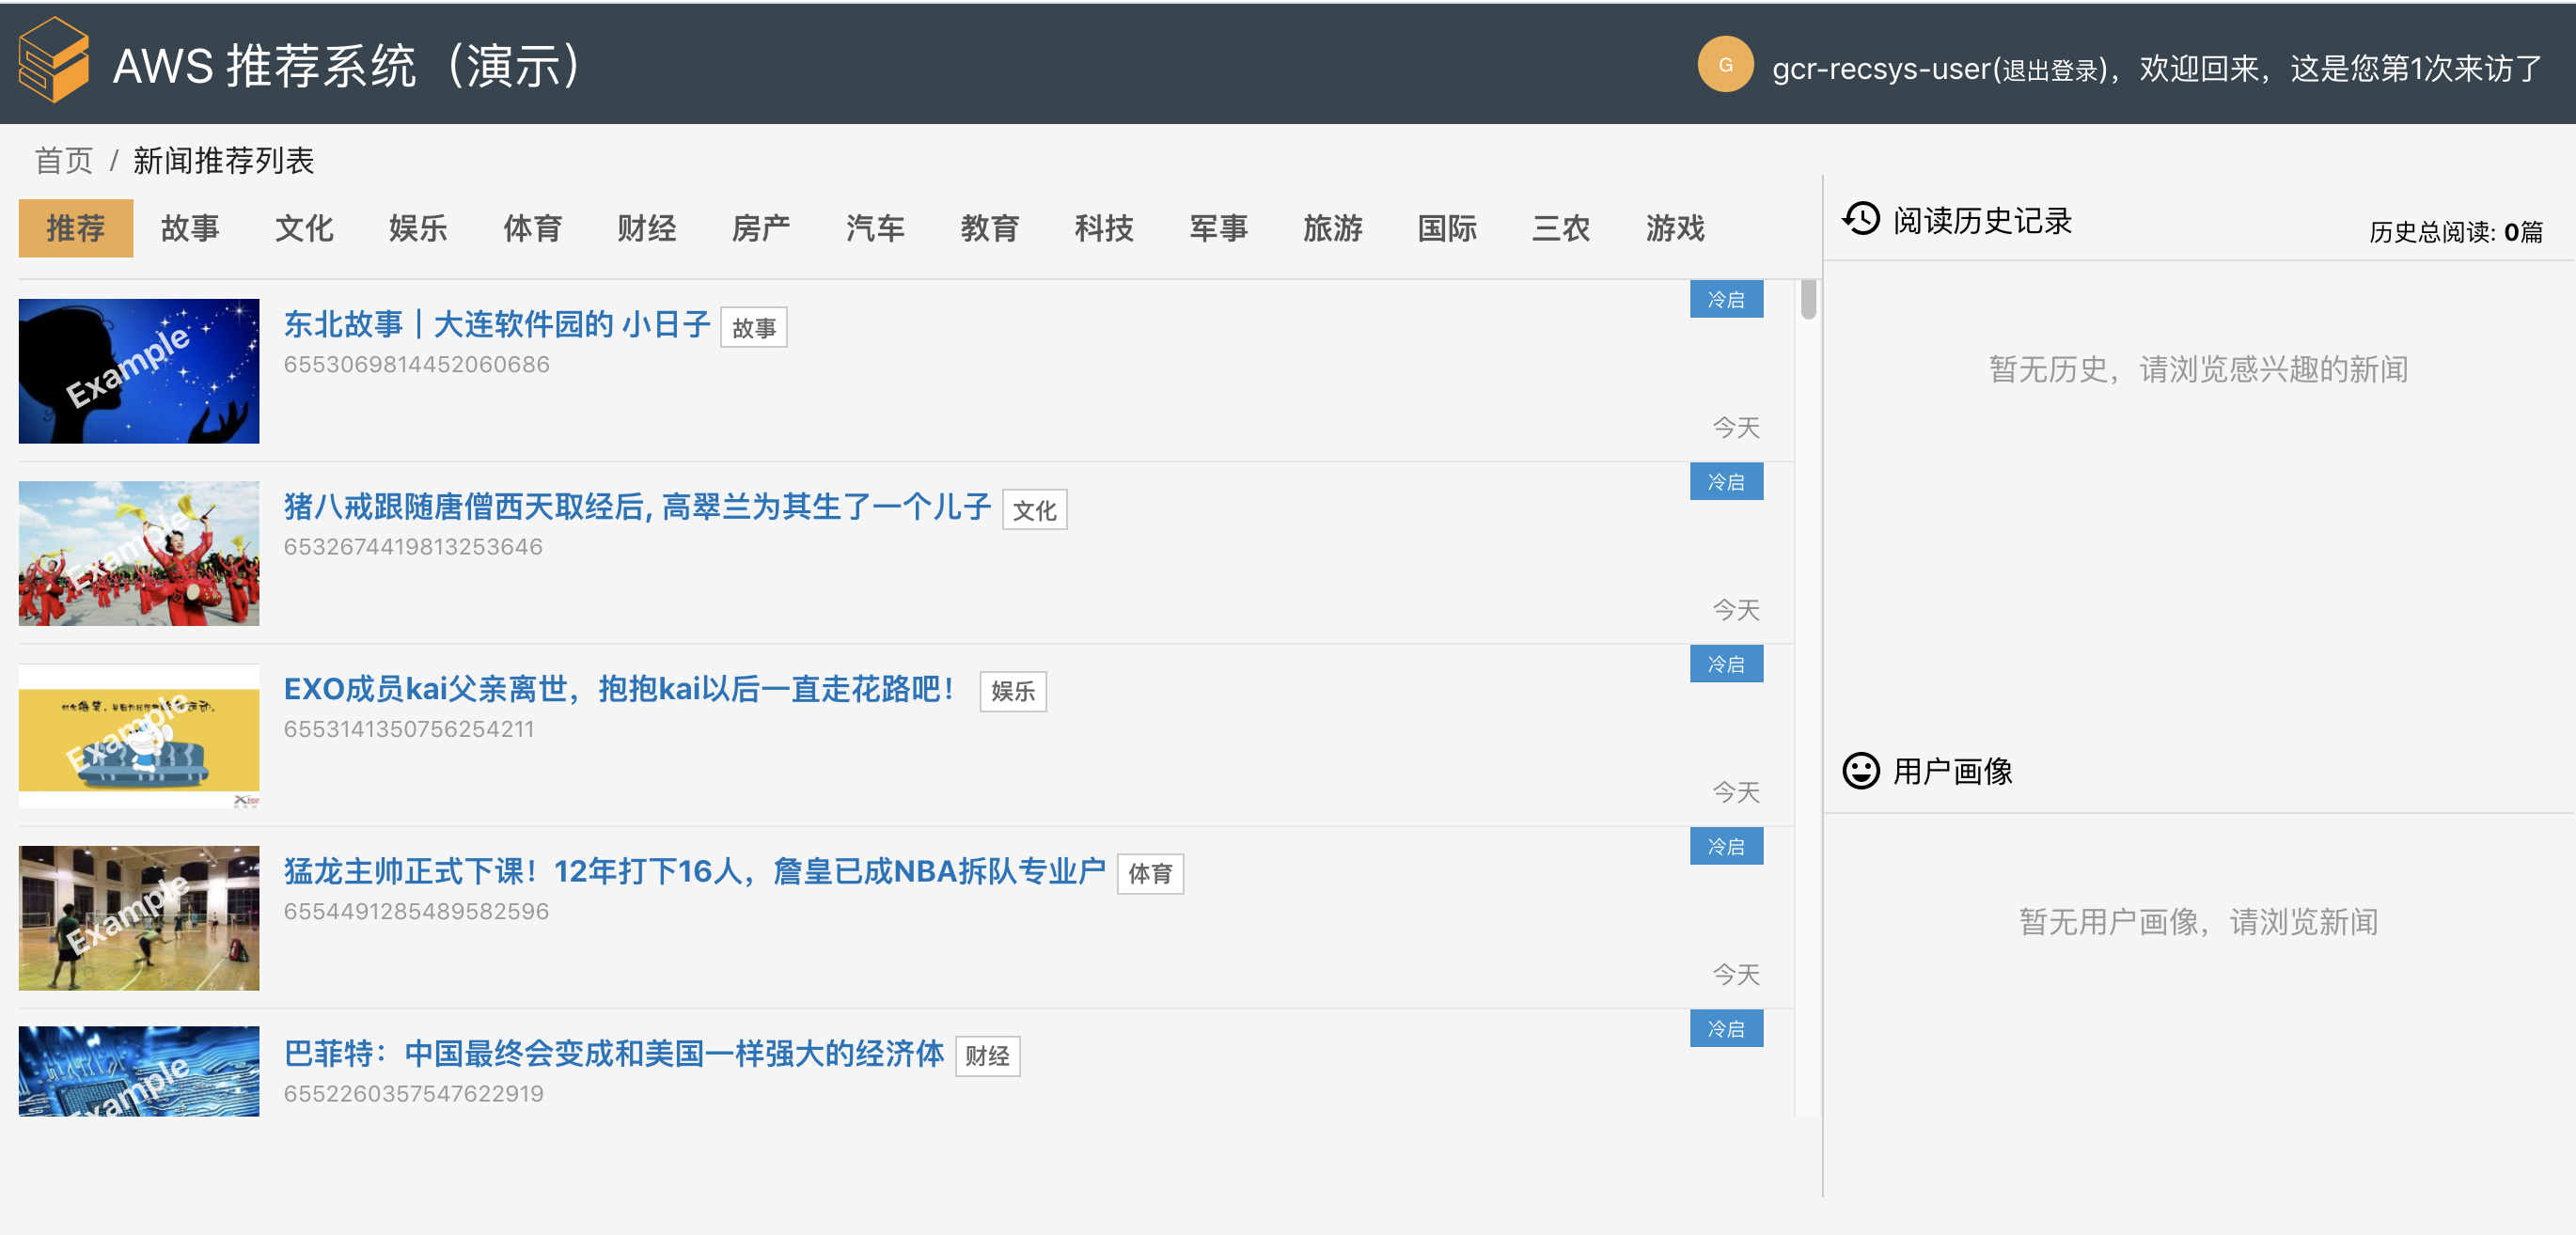 AWS 推荐系统（演示）
G
gcr-recsys-user(退出登录)，欢迎回来，这是您第1次来访了
首页 / 新闻推荐列表
推荐 故事 文化 娱乐 体育 财经 房产 汽车 教育 科技 军事 旅游 国际 三农 游戏
阅读历史记录
历史总阅读: 0篇
暂无历史，请浏览感兴趣的新闻
冷启
Example
东北故事｜大连软件园的 小日子 故事
6553069814452060686
今天
冷启
Example
猪八戒跟随唐僧西天取经后, 高翠兰为其生了一个儿子 文化
6532674419813253646
今天
冷启
Example
EXO成员kai父亲离世，抱抱kai以后一直走花路吧！ 娱乐
6553141350756254211
今天
用户画像
暂无用户画像，请浏览新闻
冷启
Example
猛龙主帅正式下课！12年打下16人，詹皇已成NBA拆队专业户 体育
6554491285489582596
今天
冷启
Example
巴菲特：中国最终会变成和美国一样强大的经济体 财经
6552260357547622919